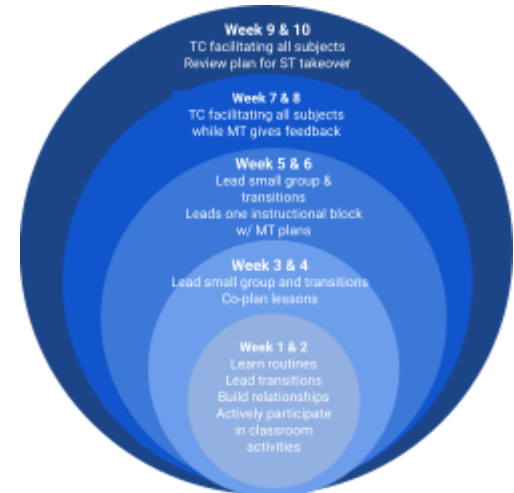 Week 9 & 10
TC facilitating all subjects
Review plan for ST takeover
Week 7 & 8
TC facilitating all subjects
while MT gives feedback
Week 5 & 6
Lead small group &
transitions
Leads one instructional block
w/ MT plans
Week 3 & 4
Lead small group and transitions
Co-plan lessons
Week 1 & 2
Learn routines
Lead transitions
Build relationships
Actively participate
in classroom
activities